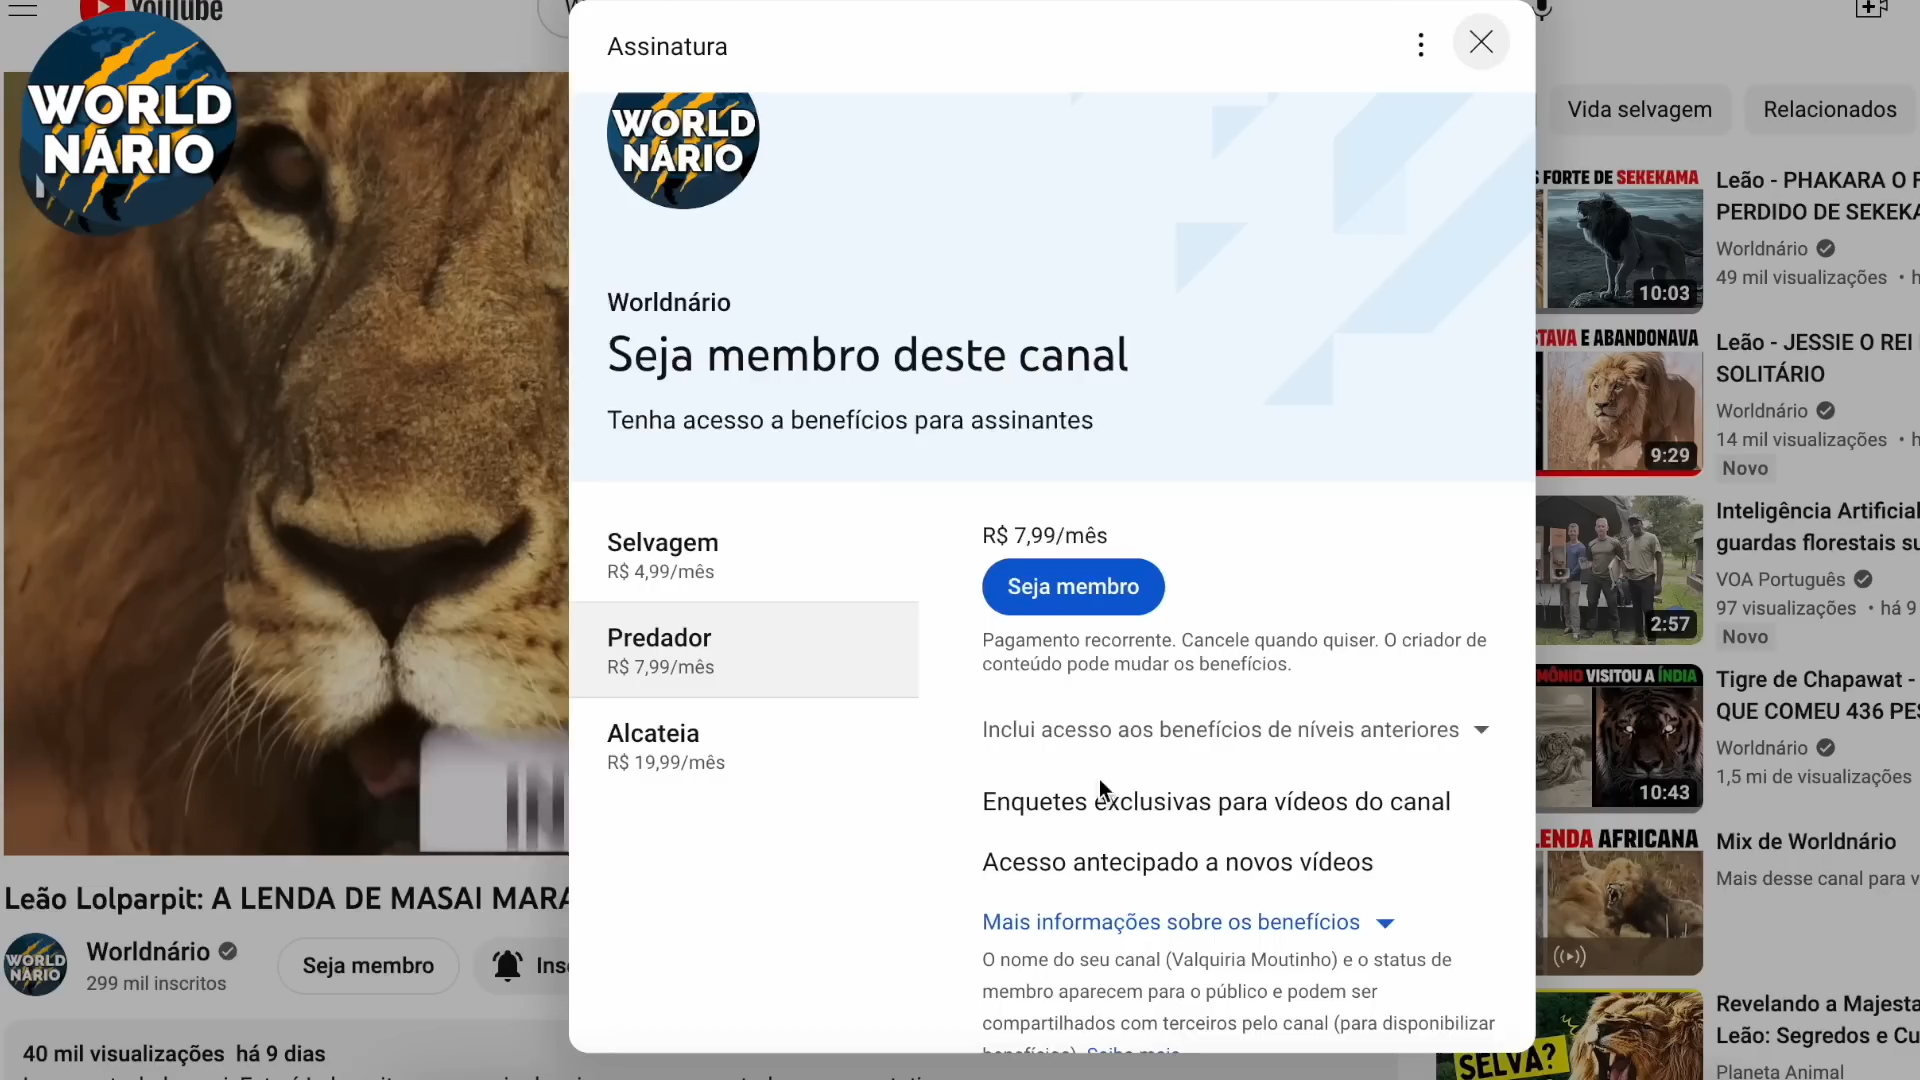 YouTube
WORLD
NÁRIO
Assinatura
WORLD
NÁRIO
Worldnário
Seja membro deste canal
Tenha acesso a benefícios para assinantes
Selvagem
R$ 4,99/mês
Predador
R$ 7,99/mês
Alcateia
R$ 19,99/mês
R$ 7,99/mês
Seja membro
Pagamento recorrente. Cancele quando quiser. O criador de
conteúdo pode mudar os benefícios.
Inclui acesso aos benefícios de níveis anteriores
Enquetes exclusivas para vídeos do canal
Acesso antecipado a novos vídeos
Mais informações sobre os benefícios
O nome do seu canal (Valquiria Moutinho) e o status de
membro aparecem para o público e podem ser
compartilhados com terceiros pelo canal (para disponibilizar
benefícios). Saiba mais
Leão Lolparpit: A LENDA DE MASAI MARA
WORLD
NÁRIO
Worldnário
299 mil inscritos
Seja membro
40 mil visualizações há 9 dias
Vida selvagem
Relacionados
FORTE DE SEKEKAMA
10:03
Leão - PHAKARA O
PERDIDO DE
Worldnário
49 mil visualizações •
E ABANDONAVA
9:29
Leão - JESSIE O REI
SOLITÁRIO
Worldnário
14 mil visualizações •
Novo
2:57
Inteligência Artificial
guardas florestais
VOA Português
97 visualizações • há 9
Novo
VISITOU A ÍNDIA
10:43
Tigre de Chapawat -
QUE COMEU 436
Worldnário
1,5 mi de visualizações
LENDA AFRICANA
Mix de Worldnário
Mais desse canal para
SELVA?
Revelando a
Leão: Segredos e
Planeta Animal